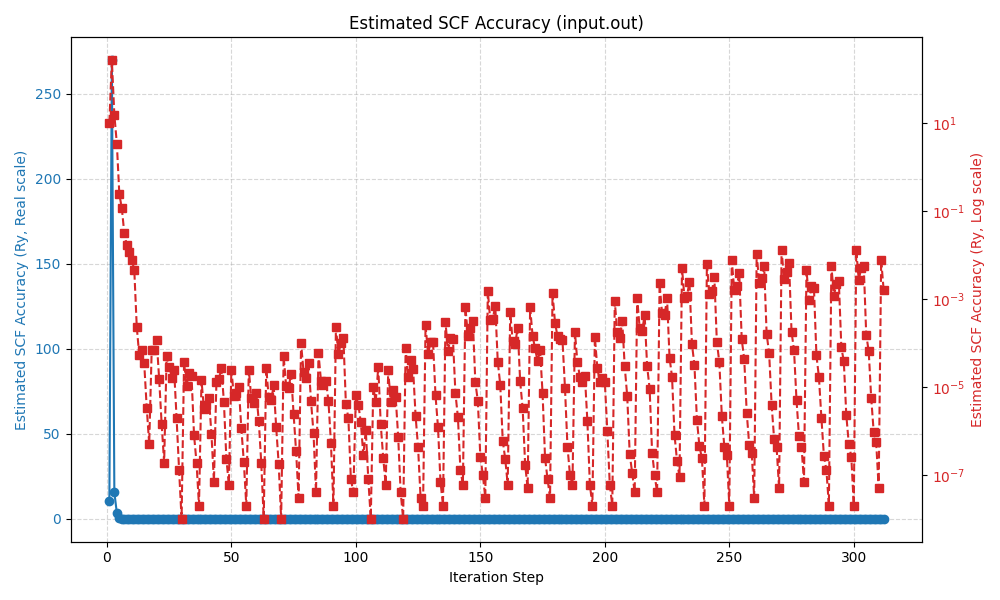 Estimated SCF Accuracy (input.out)
Estimated SCF Accuracy (Ry, Real scale)
250
200
150
100
50
0
10^1
10^-1
10^-3
10^-5
10^-7
Estimated SCF Accuracy (Ry, Log scale)
0 50 100 150 200 250 300
Iteration Step